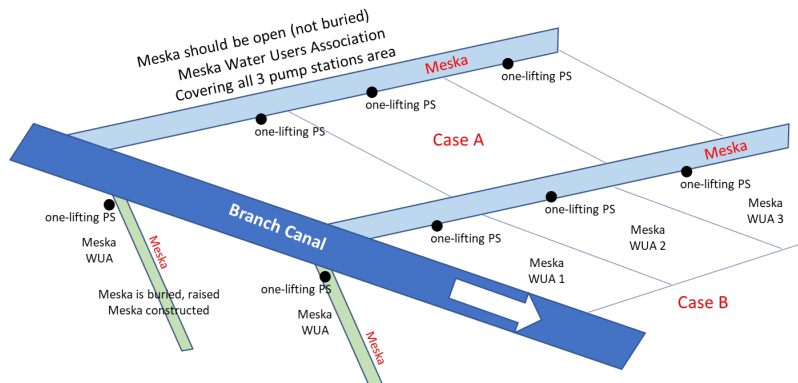 Meska should be open (not buried)
Meska Water Users Association
Covering all 3 pump stations area
Meska
one-lifting PS
one-lifting PS
one-lifting PS
Case A
Meska
one-lifting PS
one-lifting PS
one-lifting PS
Meska
WUA 3
Meska
WUA 2
Meska
WUA 1
Case B
Branch Canal
one-lifting PS
Meska
WUA
Meska
Meska is buried, raised
Meska constructed
one-lifting PS
Meska
WUA
Meska